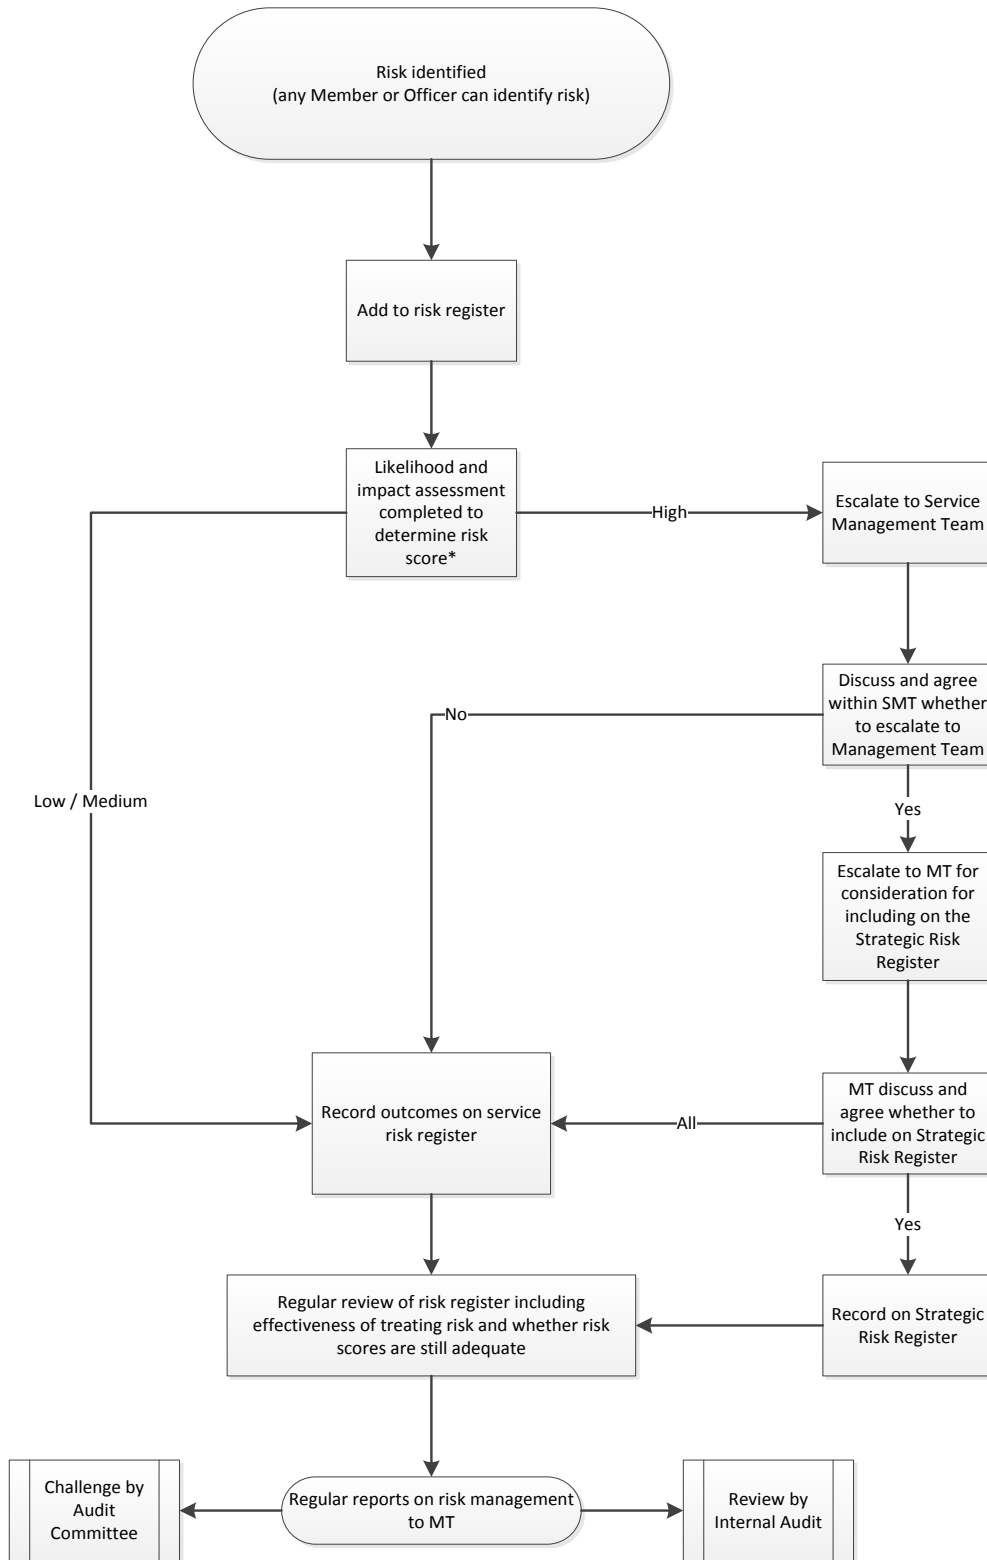 Risk identified
(any Member or Officer can identify risk)
Add to risk register
Likelihood and
impact assessment
completed to
determine risk
score*
High
Escalate to Service
Management Team
Discuss and agree
within SMT whether
to escalate to
Management Team
No
Low / Medium
Yes
Escalate to MT for
consideration for
including on the
Strategic Risk
Register
MT discuss and
agree whether to
include on Strategic
Risk Register
All
Record outcomes on service
risk register
Yes
Record on Strategic
Risk Register
Regular review of risk register including
effectiveness of treating risk and whether risk
scores are still adequate
Challenge by
Audit
Committee
Regular reports on risk management
to MT
Review by
Internal Audit